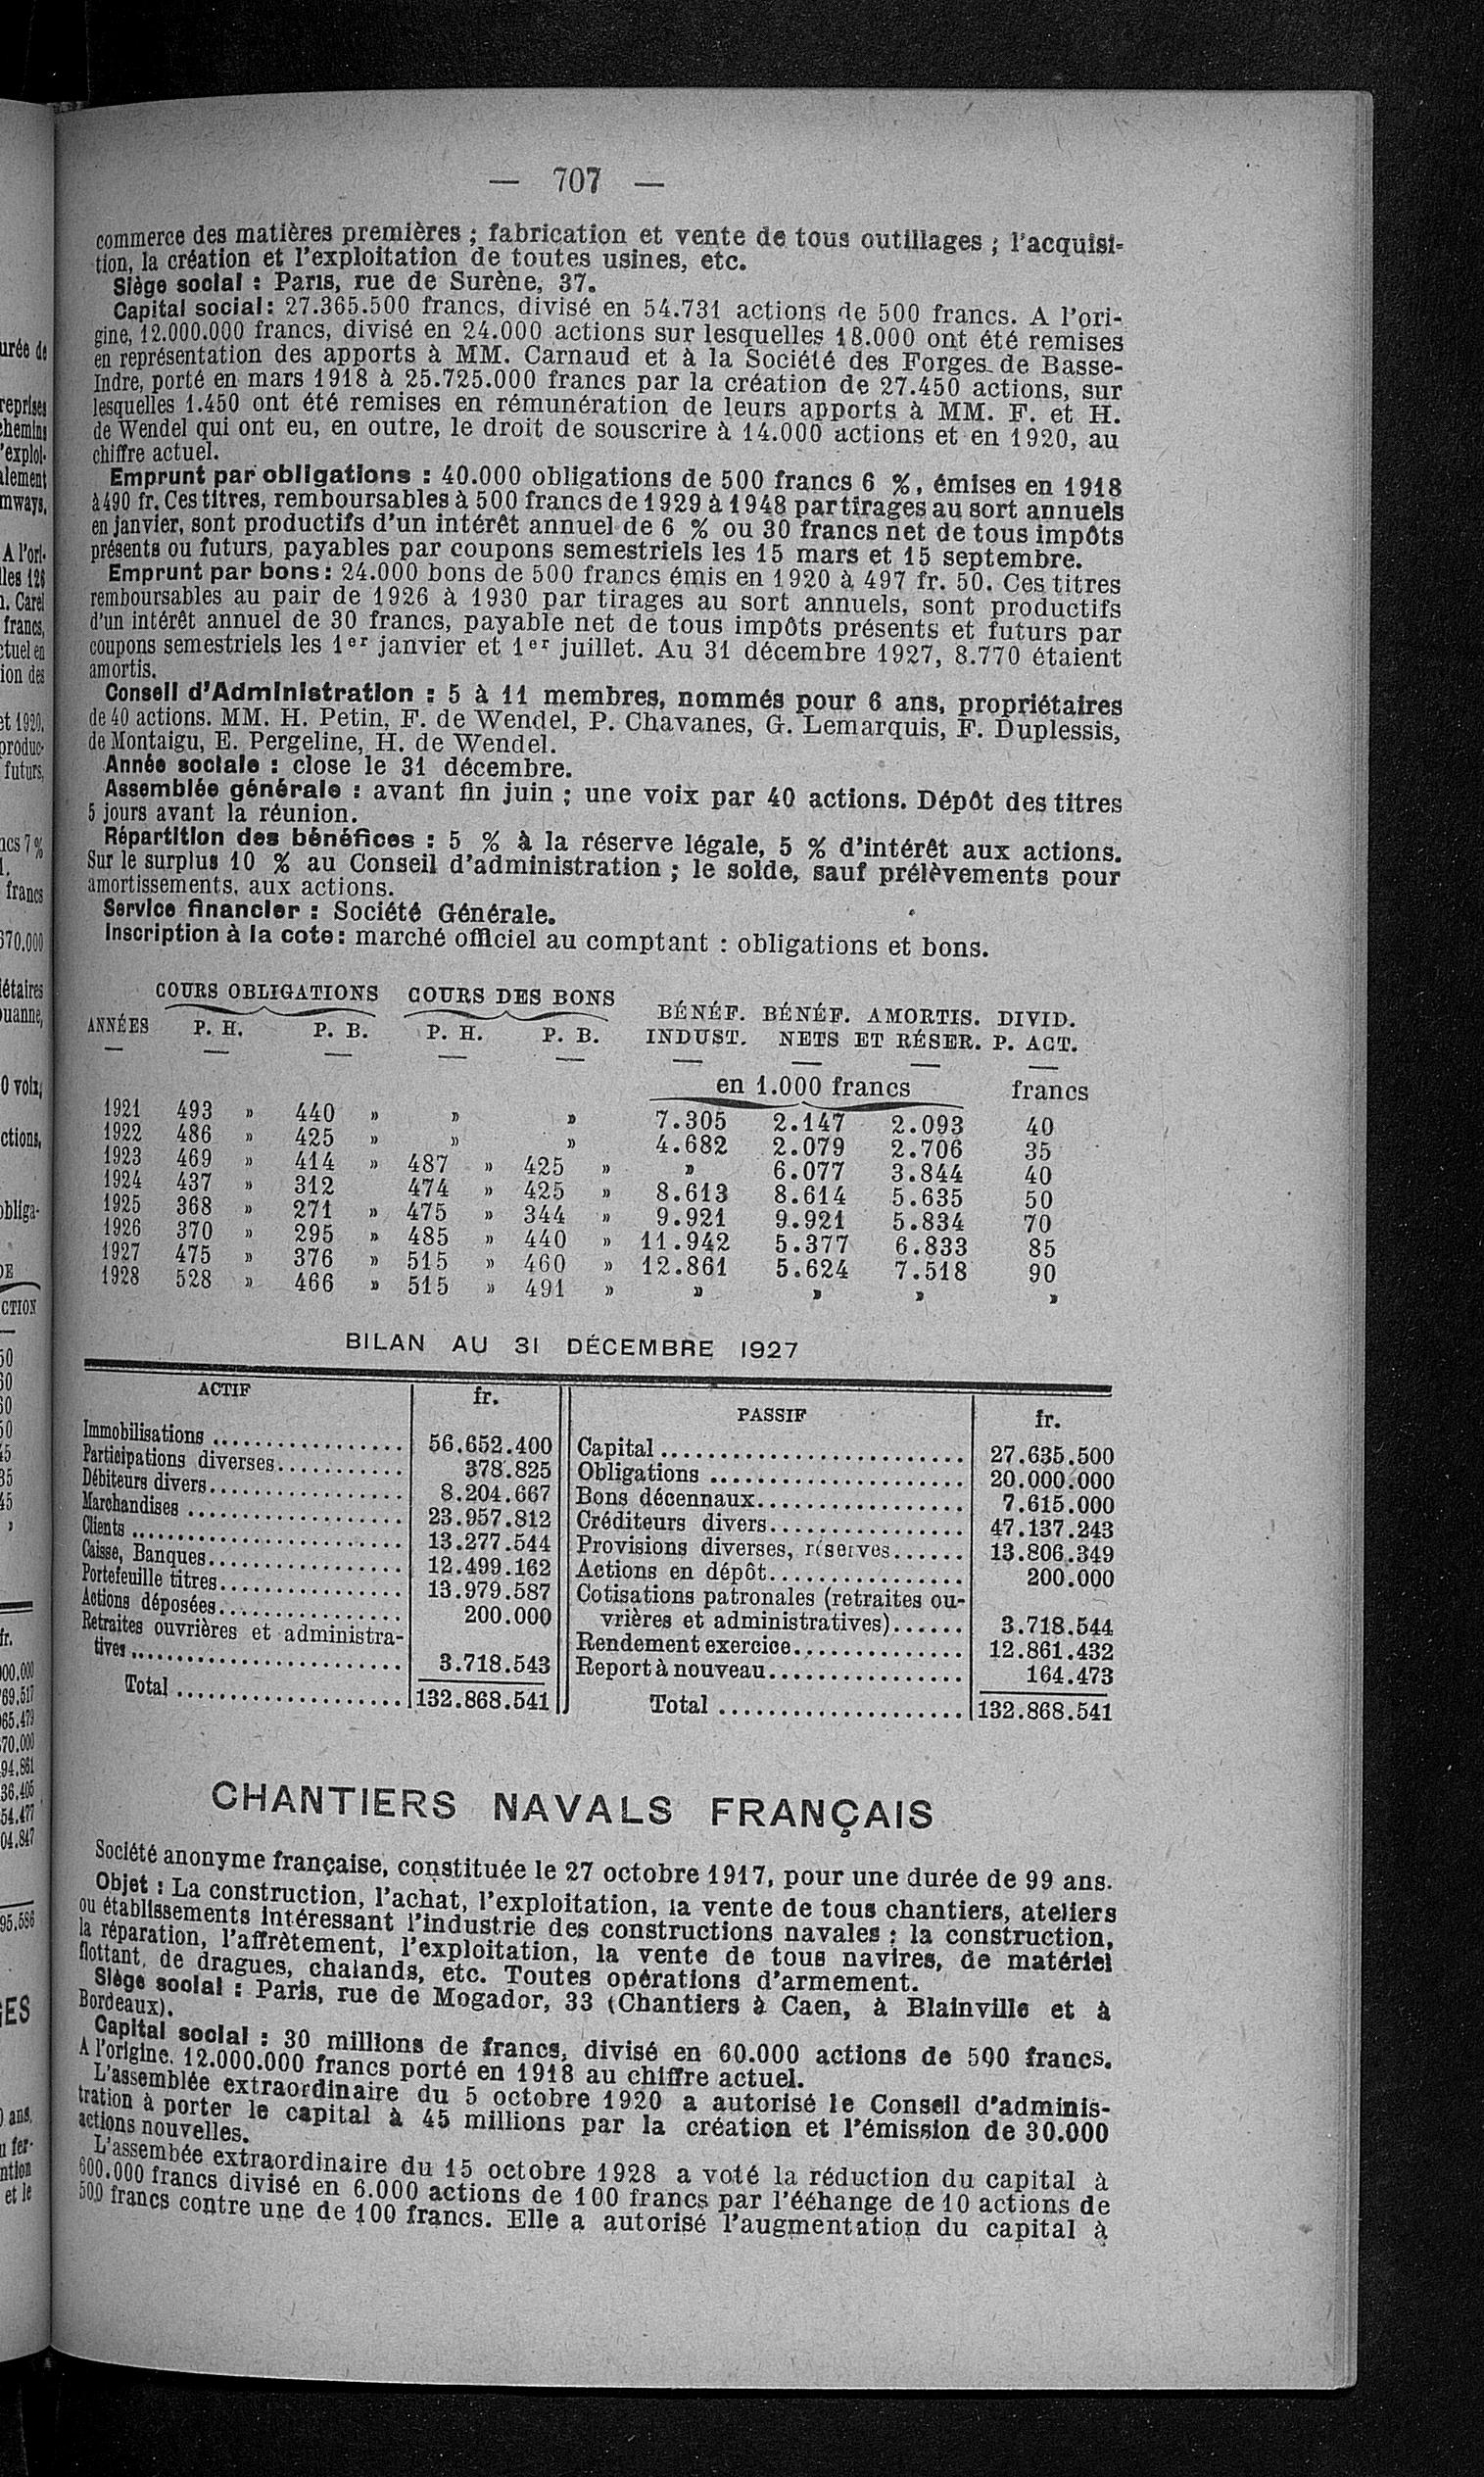 — 707 —
commerce des matières premières ; fabrication et vente de tous outillages ; l'acquisi-
tion, la création et l'exploitation de toutes usines, etc.
Siège social : Paris, rue de Surène, 37.
Capital social : 27.365.500 francs, divisé en 54.731 actions de 500 francs. A l'ori-
gine, 12.000.000 francs, divisé en 24.000 actions sur lesquelles 18.000 ont été remises
en représentation des apports à MM. Carnaud et à la Société des Forges de Basse-
Indre, porté en mars 1918 à 25.725.000 francs par la création de 27.450 actions, sur
lesquelles 1.450 ont été remises en rémunération de leurs apports à MM. F. et H.
de Wendel qui ont eu, en outre, le droit de souscrire à 14.000 actions et en 1920, au
chiffre actuel.
Emprunt par obligations : 40.000 obligations de 500 francs 6 %, émises en 1918
à 490 fr. Ces titres, remboursables à 500 francs de 1929 à 1948 par tirages au sort annuels
en janvier, sont productifs d'un intérêt annuel de 6 % ou 30 francs net de tous impôts
présents ou futurs, payables par coupons semestriels les 15 mars et 15 septembre.
Emprunt par bons : 24.000 bons de 500 francs émis en 1920 à 497 fr. 50. Ces titres
remboursables au pair de 1926 à 1930 par tirages au sort annuels, sont productifs
d'un intérêt annuel de 30 francs, payable net de tous impôts présents et futurs par
coupons semestriels les 1er janvier et 1er juillet. Au 31 décembre 1927, 8.770 étaient
amortis.
Conseil d'Administration : 5 à 11 membres, nommés pour 6 ans, propriétaires
de 40 actions. MM. H. Petin, F. de Wendel, P. Chavanes, G. Lemarquis, F. Duplessis,
de Montaigu, E. Pergeline, H. de Wendel.
Année sociale : close le 31 décembre.
Assemblée générale : avant fin juin ; une voix par 40 actions. Dépôt des titres
5 jours avant la réunion.
Répartition des bénéfices : 5 % à la réserve légale, 5 % d'intérêt aux actions.
Sur le surplus 10 % au Conseil d'administration ; le solde, sauf prélèvements pour
amortissements, aux actions.
Service financier : Société Générale.
Inscription à la cote : marché officiel au comptant : obligations et bons.
COURS OBLIGATIONS COURS DES BONS BÉNÉF. BÉNÉF. AMORTIS. DIVID.
ANNÉES P. H. P. B. P. H. P. B. INDUST. NETS ET RÉSER. P. ACT.
en 1.000 francs francs
1921 493 » 440 » » » 7.305 2.147 2.093 40
1922 486 » 425 » » » 4.682 2.079 2.706 35
1923 469 » 414 » 487 » 425 » » 6.077 3.844 40
1924 437 » 312 474 » 425 » 8.613 8.614 5.635 50
1925 368 » 271 » 475 » 344 » 9.921 9.921 5.834 70
1926 370 » 295 » 485 » 440 » 11.942 5.377 6.833 85
1927 475 » 376 » 515 » 460 » 12.861 5.624 7.518 90
1928 528 » 466 » 515 » 491 » » » » »
BILAN AU 31 DÉCEMBRE 1927
ACTIF fr.
Immobilisations ................ 56.652.400
Participations diverses........... 378.825
Débiteurs divers................. 8.204.667
Marchandises ................... 23.957.812
Clients ........................ 13.277.544
Caisse, Banques................. 12.499.162
Portefeuille titres................ 13.979.587
Actions déposées................ 200.000
Retraites ouvrières et administra-
tives ......................... 3.718.543
Total ..................... 132.868.541
PASSIF fr.
Capital ......................... 27.635.500
Obligations ..................... 20.000.000
Bons décennaux................. 7.615.000
Créditeurs divers................ 47.137.243
Provisions diverses, réserves...... 13.806.349
Actions en dépôt................ 200.000
Cotisations patronales (retraites ou-
vrières et administratives)...... 3.718.544
Rendement exercice.............. 12.861.432
Report à nouveau................ 164.473
Total ..................... 132.868.541
CHANTIERS NAVALS FRANÇAIS
Société anonyme française, constituée le 27 octobre 1917, pour une durée de 99 ans.
Objet : La construction, l'achat, l'exploitation, la vente de tous chantiers, ateliers
ou établissements intéressant l'industrie des constructions navales ; la construction,
la réparation, l'affrètement, l'exploitation, la vente de tous navires, de matériel
flottant, de dragues, chalands, etc. Toutes opérations d'armement.
Siège social : Paris, rue de Mogador, 33 (Chantiers à Caen, à Blainville et à
Bordeaux).
Capital social : 30 millions de francs, divisé en 60.000 actions de 500 francs.
A l'origine, 12.000.000 francs porté en 1918 au chiffre actuel.
L'assemblée extraordinaire du 5 octobre 1920 a autorisé le Conseil d'adminis-
tration à porter le capital à 45 millions par la création et l'émission de 30.000
actions nouvelles.
L'assembée extraordinaire du 15 octobre 1928 a voté la réduction du capital à
600.000 francs divisé en 6.000 actions de 100 francs par l'ééhange de 10 actions de
500 francs contre une de 100 francs. Elle a autorisé l'augmentation du capital à